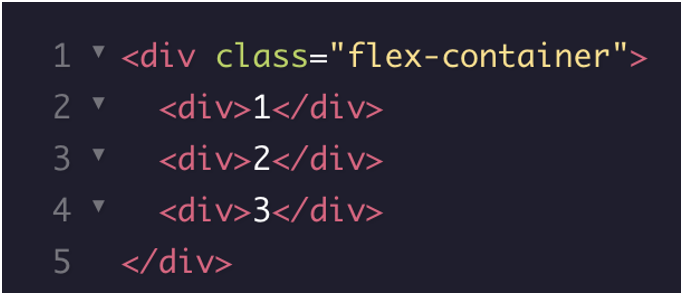 1 <div class="flex-container">
2 <div>1</div>
3 <div>2</div>
4 <div>3</div>
5 </div>